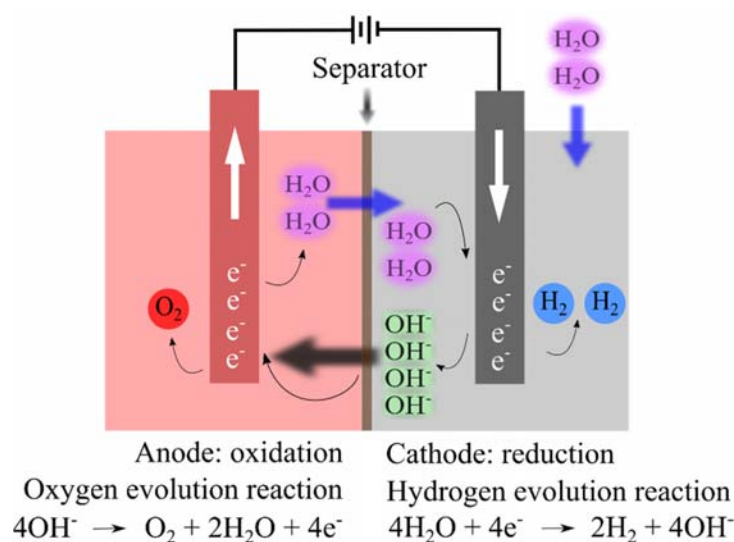 H₂O
H₂O
Separator
H₂O
H₂O
H₂O
H₂O
e⁻
e⁻
e⁻
e⁻
O₂
e⁻
e⁻
e⁻
e⁻
H₂ H₂
OH⁻
OH⁻
OH⁻
OH⁻
Anode: oxidation
Oxygen evolution reaction
4OH⁻ → O₂ + 2H₂O + 4e⁻
Cathode: reduction
Hydrogen evolution reaction
4H₂O + 4e⁻ → 2H₂ + 4OH⁻